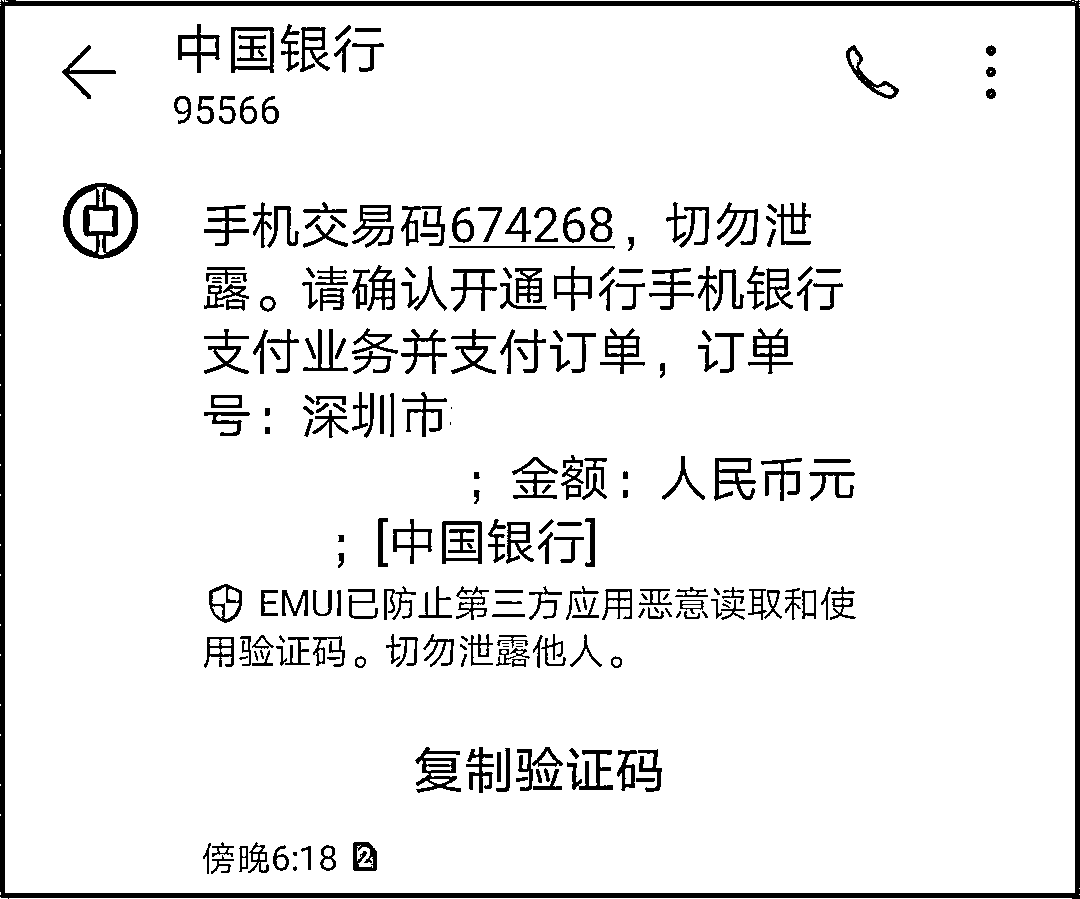 中国银行
95566
手机交易码674268，切勿泄
露。请确认开通中行手机银行
支付业务并支付订单，订单
号：深圳市
；金额：人民币元
；[中国银行]
EMUI已防止第三方应用恶意读取和使
用验证码。切勿泄露他人。
复制验证码
傍晚6:18 2